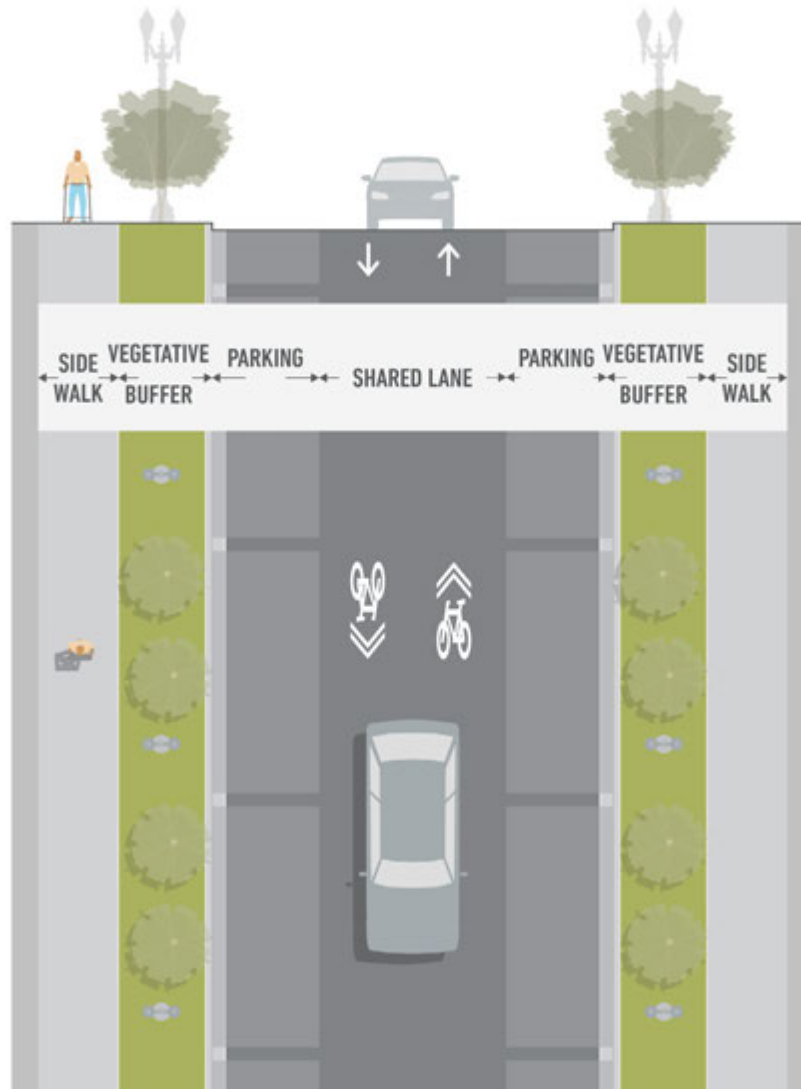 SIDE WALK
VEGETATIVE BUFFER
PARKING
SHARED LANE
PARKING
VEGETATIVE BUFFER
SIDE WALK